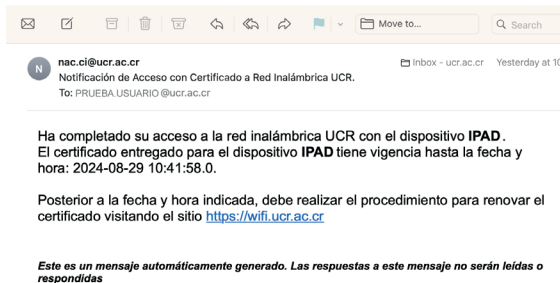 Move to...
Search
N
nac.ci@ucr.ac.cr
Inbox - ucr.ac.cr
Yesterday at 10
Notificación de Acceso con Certificado a Red Inalámbrica UCR.
To: PRUEBA.USUARIO @ucr.ac.cr
Ha completado su acceso a la red inalámbrica UCR con el dispositivo IPAD .
El certificado entregado para el dispositivo IPAD tiene vigencia hasta la fecha y
hora: 2024-08-29 10:41:58.0.
Posterior a la fecha y hora indicada, debe realizar el procedimiento para renovar el
certificado visitando el sitio https://wifi.ucr.ac.cr
Este es un mensaje automáticamente generado. Las respuestas a este mensaje no serán leídas o
respondidas